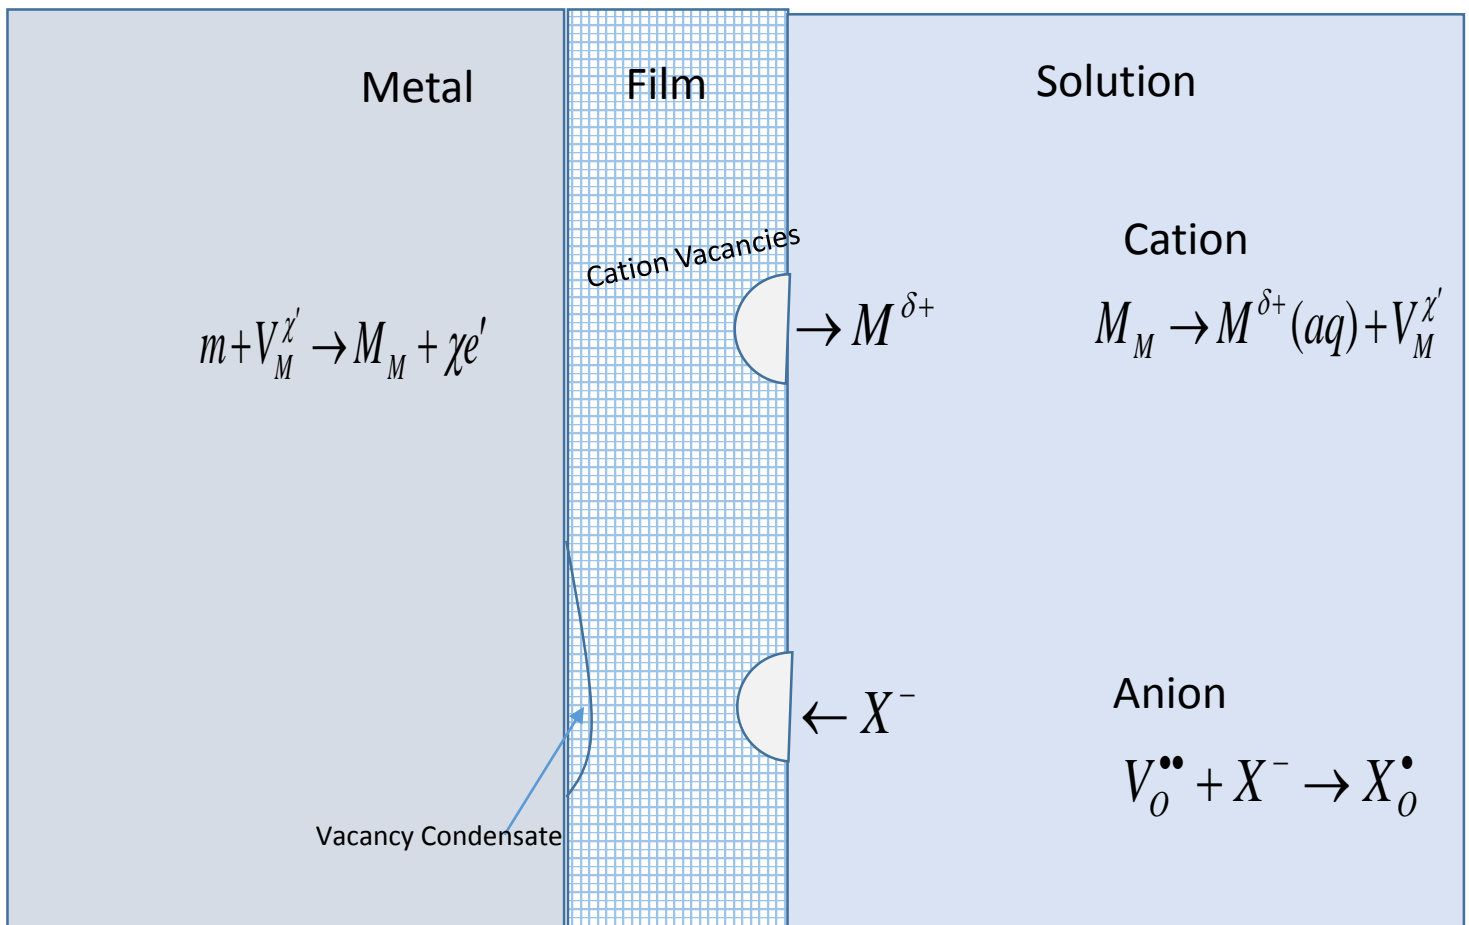 Metal
Film
Solution
Cation Vacancies
Cation
m+V_M^{χ'} → M_M + χe'
→ M^{δ+}
M_M → M^{δ+}(aq)+V_M^{χ'}
Anion
← X^−
V_O^{••} + X^− → X_O^•
Vacancy Condensate